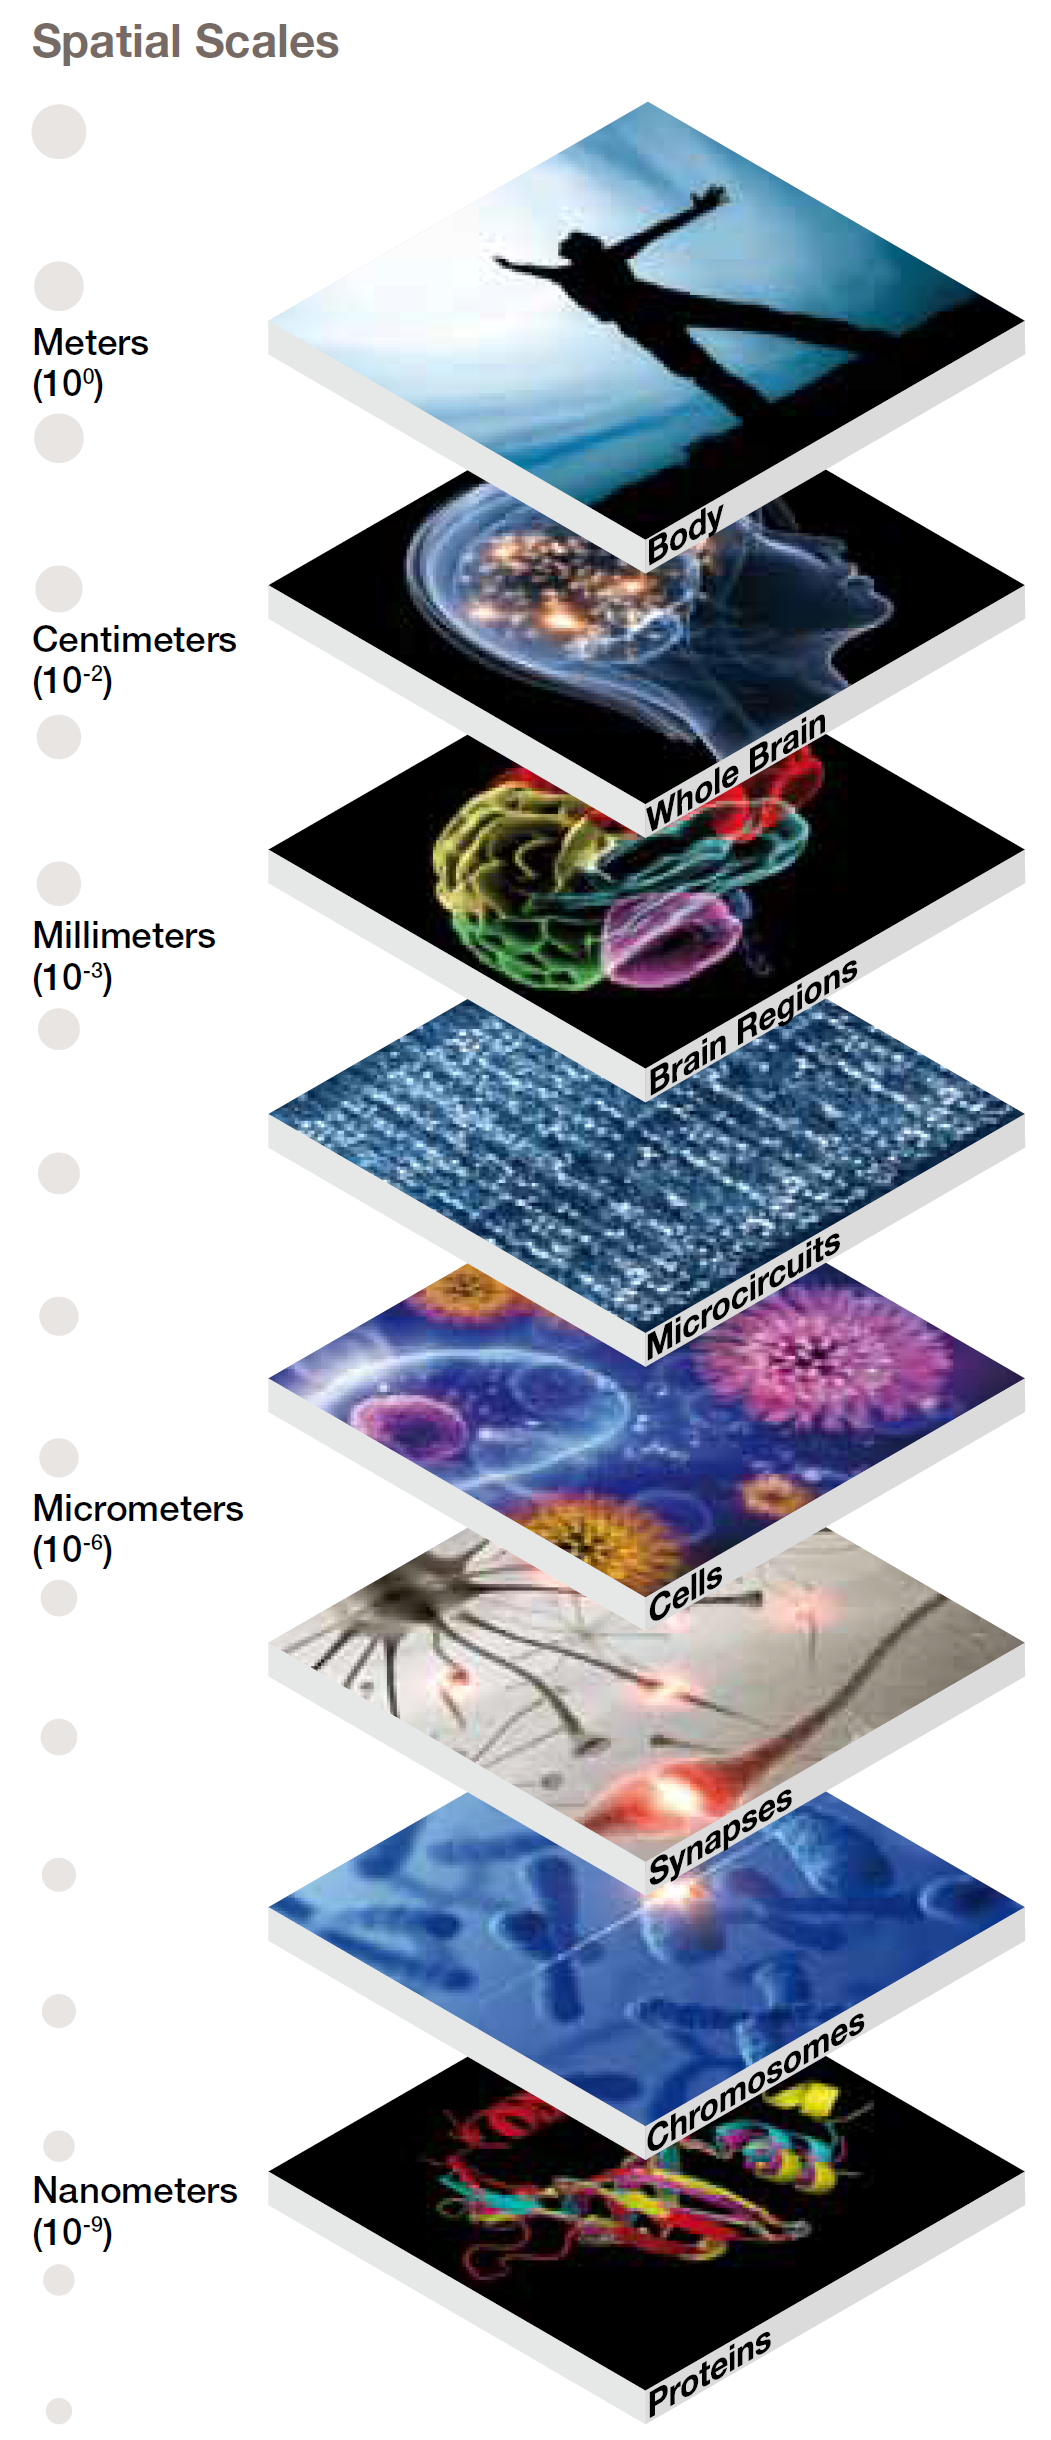 Spatial Scales
Meters
(10⁰)
Body
Centimeters
(10⁻²)
Whole Brain
Millimeters
(10⁻³)
Brain Regions
Microcircuits
Micrometers
(10⁻⁶)
Cells
Synapses
Chromosomes
Nanometers
(10⁻⁹)
Proteins